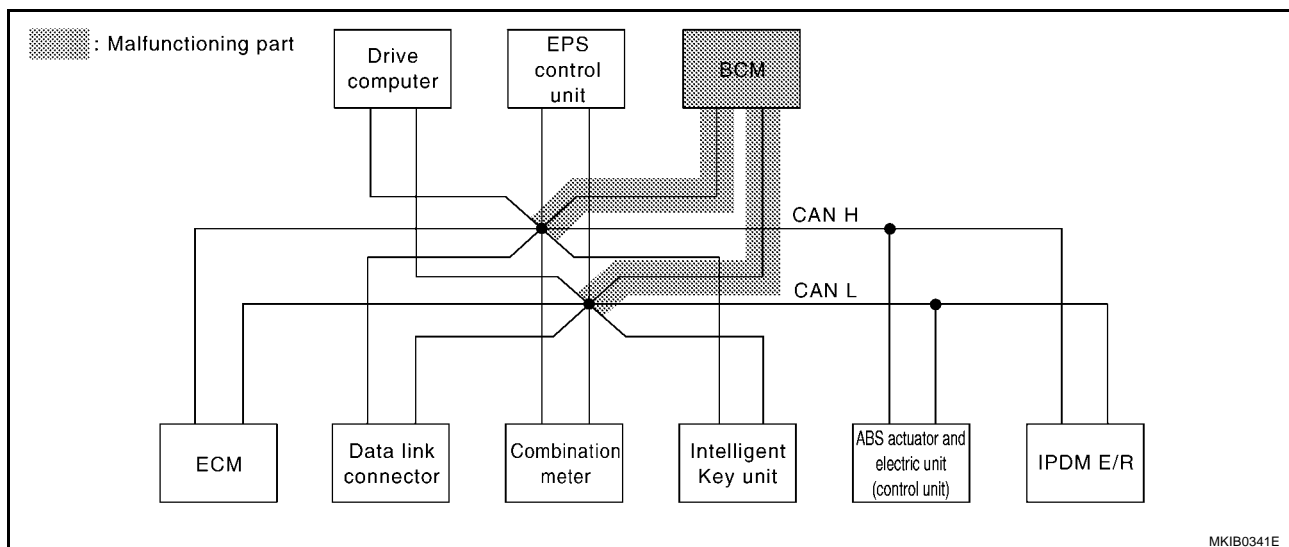 : Malfunctioning part
Drive
computer
EPS
control
unit
BCM
CAN H
CAN L
ECM
Data link
connector
Combination
meter
Intelligent
Key unit
ABS actuator and
electric unit
(control unit)
IPDM E/R
MKIB0341E